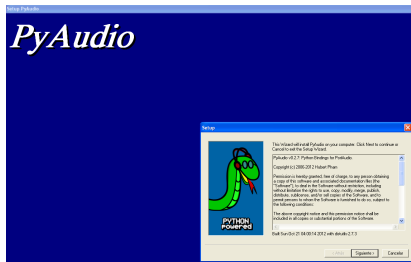 Setup PyAudio
PyAudio
Setup
This Wizard will install PyAudio on your computer. Click Next to continue or
Cancel to exit the Setup Wizard.
PyAudio v0.2.7: Python Bindings for PortAudio.
Copyright (c) 2006-2012 Hubert Pham
Permission is hereby granted, free of charge, to any person obtaining
a copy of this software and associated documentation files (the
"Software"), to deal in the Software without restriction, including
without limitation the rights to use, copy, modify, merge, publish,
distribute, sublicense, and/or sell copies of the Software, and to
permit persons to whom the Software is furnished to do so, subject to
the following conditions:
The above copyright notice and this permission notice shall be
included in all copies or substantial portions of the Software.
PYTHON
Powered
Built Sun Oct 21 04:00:14 2012 with distutils-2.7.3
Siguiente >
Cancelar